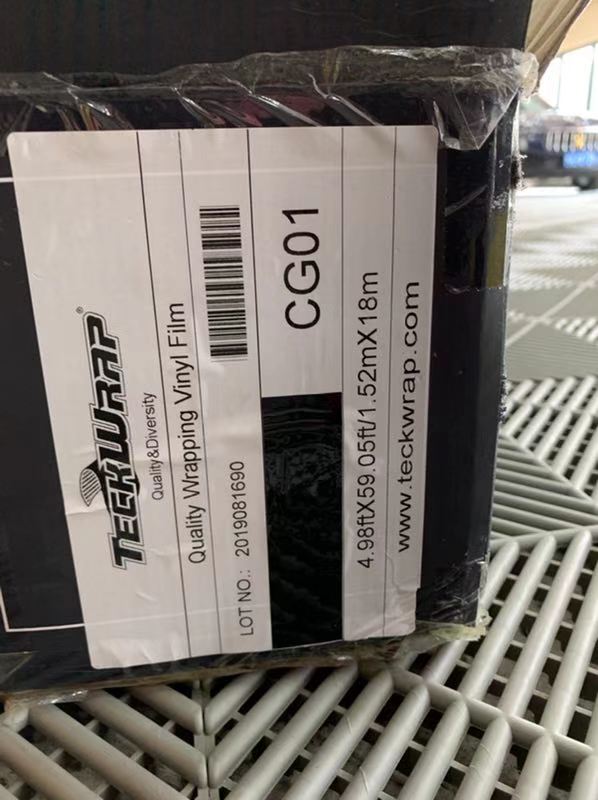 TECKWRAP®
Quality&Diversity
Quality Wrapping Vinyl Film
LOT NO.: 2019081690
CG01
4.98ftX59.05ft/1.52mX18m
www.teckwrap.com